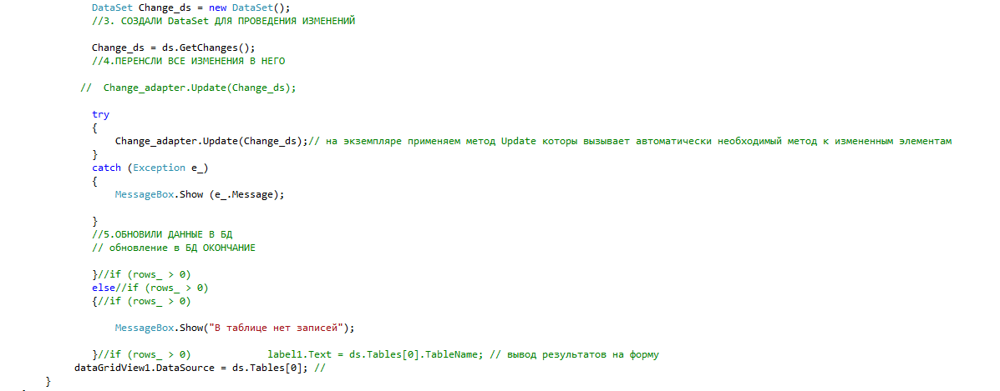 DataSet Change_ds = new DataSet();
//3. СОЗДАЛИ DataSet ДЛЯ ПРОВЕДЕНИЯ ИЗМЕНЕНИЙ
Change_ds = ds.GetChanges();
//4.ПЕРЕНСЛИ ВСЕ ИЗМЕНЕНИЯ В НЕГО
//  Change_adapter.Update(Change_ds);
try
{
Change_adapter.Update(Change_ds);// на экземпляре применяем метод Update которы вызывает автоматически необходимый метод к измененным элементам
}
catch (Exception e_)
{
MessageBox.Show (e_.Message);
}
//5.ОБНОВИЛИ ДАННЫЕ В БД
// обновление в БД ОКОНЧАНИЕ
}//if (rows_ > 0)
else//if (rows_ > 0)
{//if (rows_ > 0)
MessageBox.Show("В таблице нет записей");
}//if (rows_ > 0)             label1.Text = ds.Tables[0].TableName; // вывод результатов на форму
dataGridView1.DataSource = ds.Tables[0]; //
}